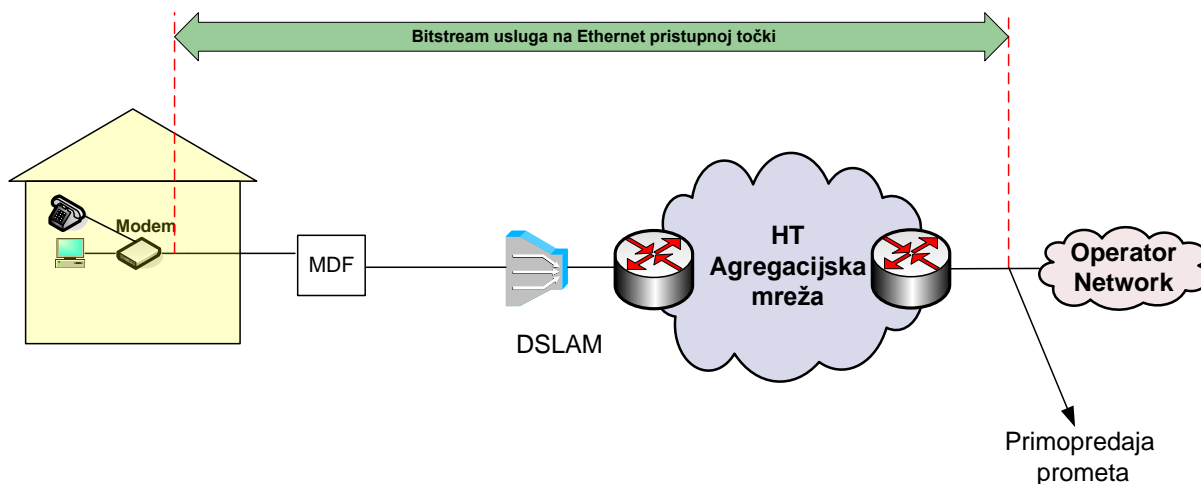 Bitstream usluga na Ethernet pristupnoj točki
Modem
MDF
DSLAM
HT
Agregacijska
mreža
Operator
Network
Primopredaja
prometa